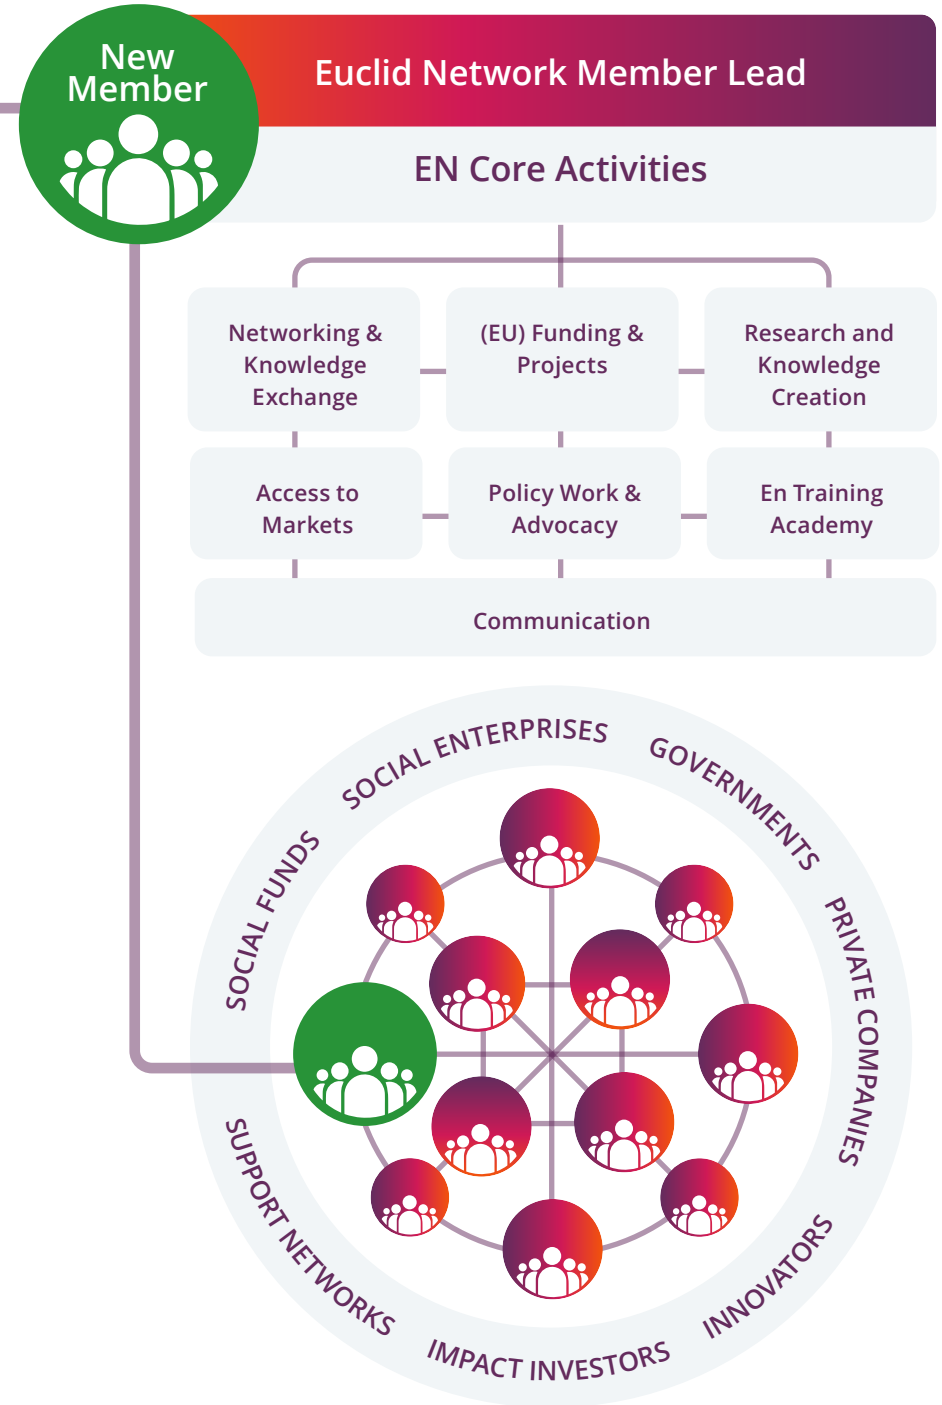 New
Member
Euclid Network Member Lead
EN Core Activities
Networking &
Knowledge
Exchange
(EU) Funding &
Projects
Research and
Knowledge
Creation
Access to
Markets
Policy Work &
Advocacy
En Training
Academy
Communication
SOCIAL FUNDS
SOCIAL ENTERPRISES
GOVERNMENTS
PRIVATE COMPANIES
INNOVATORS
IMPACT INVESTORS
SUPPORT NETWORKS